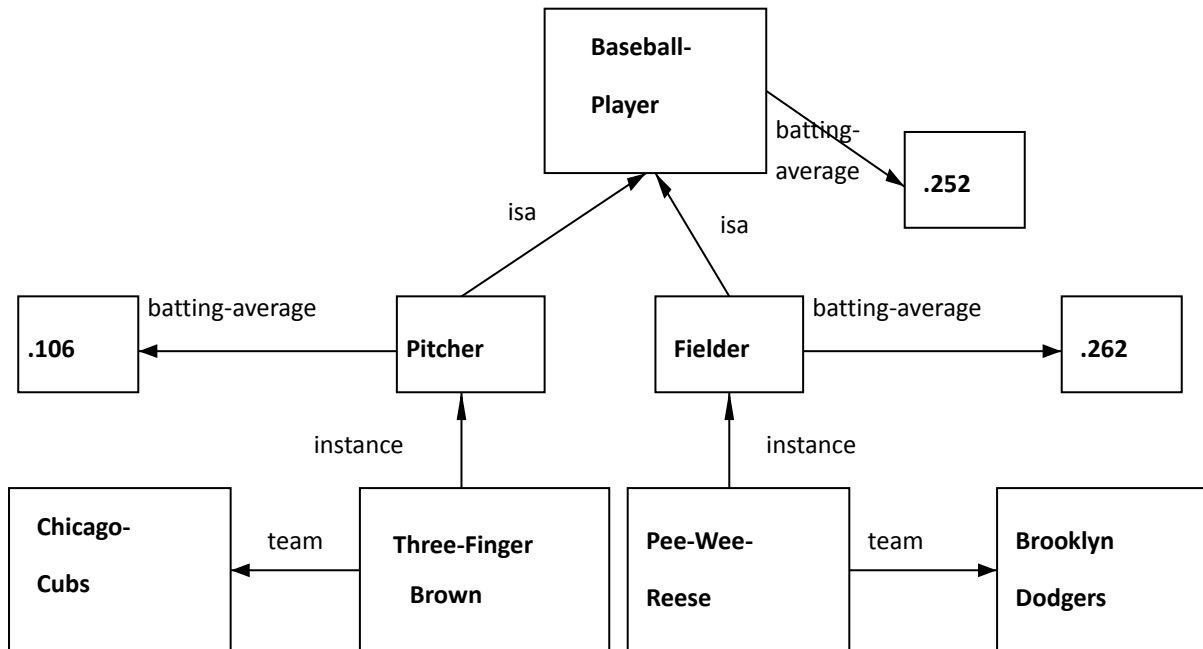 Baseball-
Player
batting-
average
.252
isa
isa
batting-average
batting-average
.106
Pitcher
Fielder
.262
instance
instance
Chicago-
Cubs
team
Three-Finger
Brown
Pee-Wee-
Reese
team
Brooklyn
Dodgers